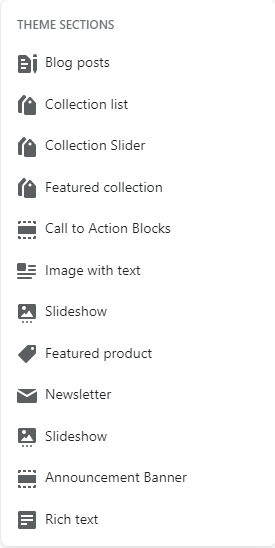 THEME SECTIONS
Blog posts
Collection list
Collection Slider
Featured collection
Call to Action Blocks
Image with text
Slideshow
Featured product
Newsletter
Slideshow
Announcement Banner
Rich text